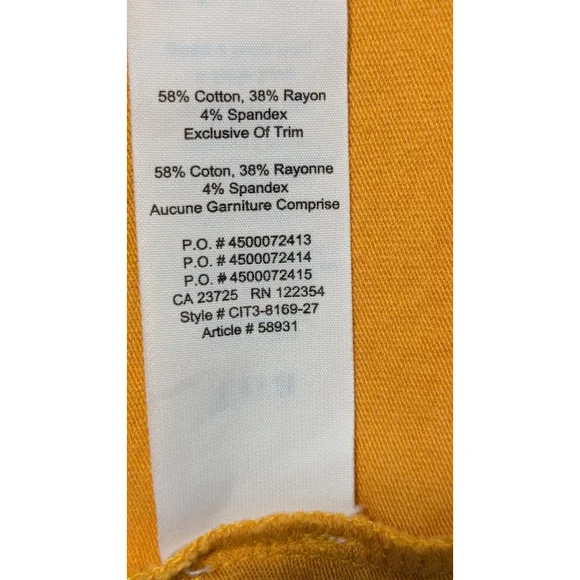 58% Cotton, 38% Rayon
4% Spandex
Exclusive Of Trim
58% Coton, 38% Rayonne
4% Spandex
Aucune Garniture Comprise
P.O. # 4500072413
P.O. # 4500072414
P.O. # 4500072415
CA 23725 RN 122354
Style # CIT3-8169-27
Article # 58931